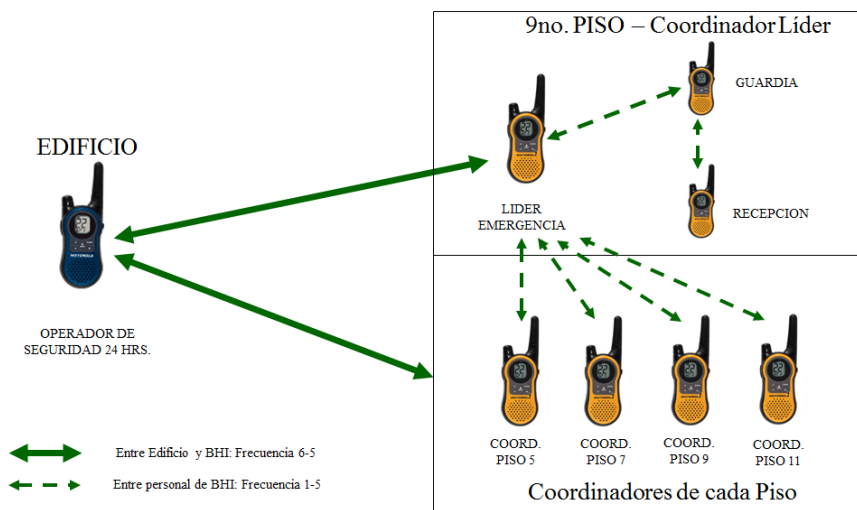 9no. PISO – Coordinador Líder
GUARDIA
EDIFICIO
MOTOROLA
LIDER
EMERGENCIA
RECEPCION
OPERADOR DE
SEGURIDAD 24 HRS.
COORD.
PISO 5
COORD.
PISO 7
COORD.
PISO 9
COORD.
PISO 11
Entre Edificio y BHI: Frecuencia 6-5
Entre personal de BHI: Frecuencia 1-5
Coordinadores de cada Piso